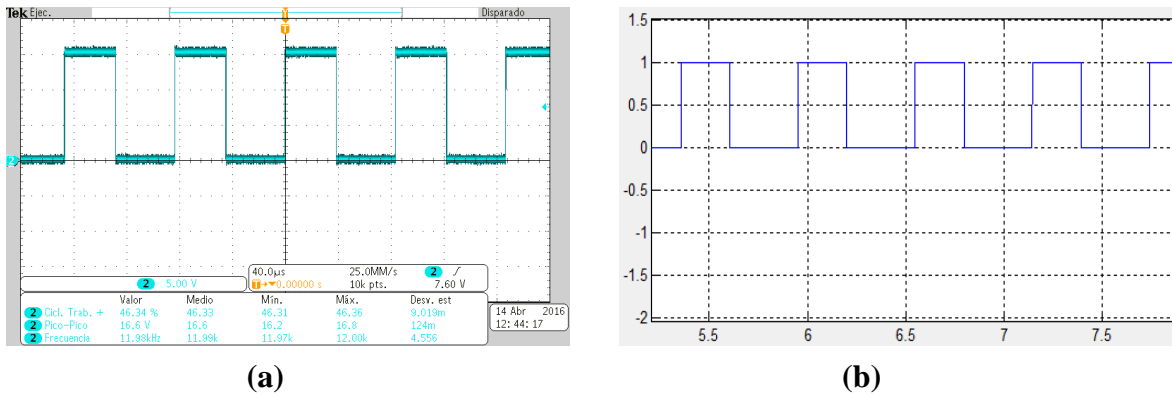 Tek Ejec.
Disparado
T
T
2
2 5.00 V
40.0µs 25.0MM/s 2
T→▼0.00000 s 10k pts. 7.60 V
Valor Medio Mín. Máx. Desv. est
2 Cicl. Trab. + 46.34 % 46.33 46.31 46.36 9.019m
2 Pico-Pico 16.6 V 16.6 16.2 16.8 124m
2 Frecuencia 11.98kHz 11.99k 11.97k 12.00k 4.556
14 Abr 2016
12:44:17
(a)
1.5
1
0.5
0
-0.5
-1
-1.5
-2
5.5 6 6.5 7 7.5
(b)